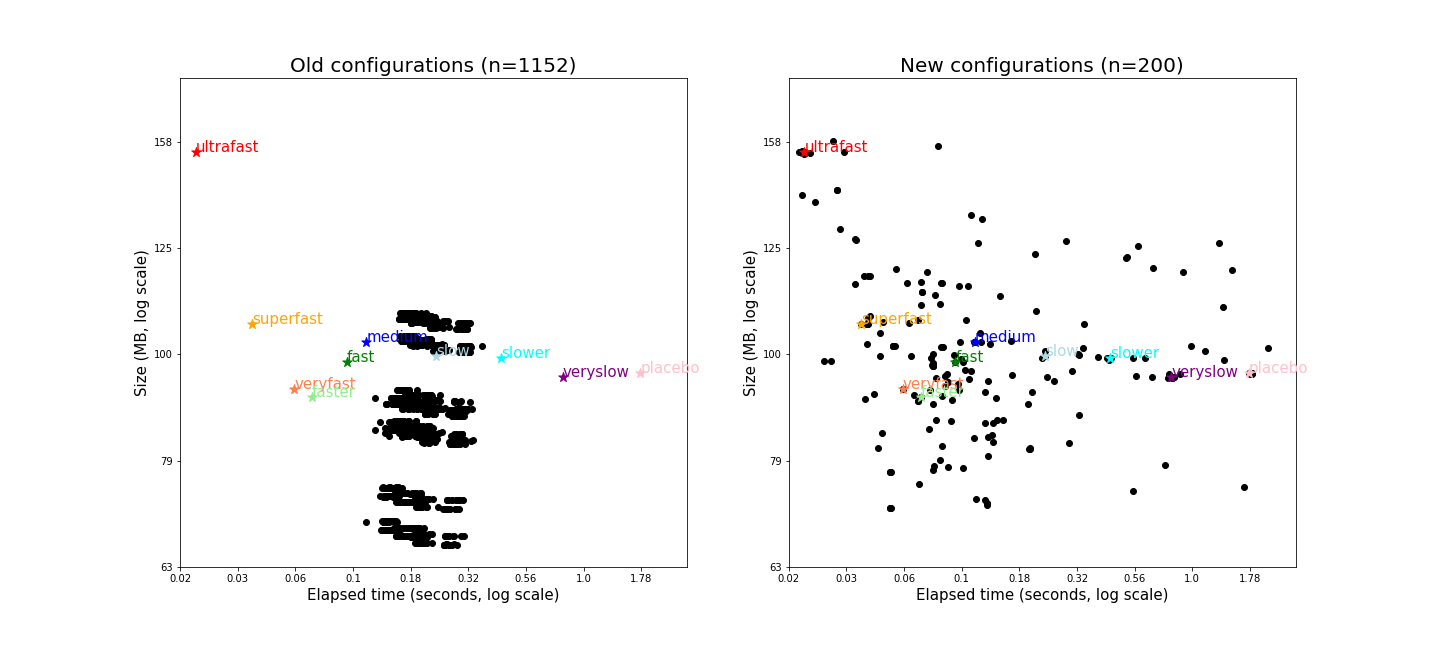 Old configurations (n=1152)
158
125
100
79
63
Size (MB, log scale)
ultrafast
superfast
medium
fast
slow
slower
veryslow
placebo
veryfast
faster
0.02
0.03
0.06
0.1
0.18
0.32
0.56
1.0
1.78
Elapsed time (seconds, log scale)
New configurations (n=200)
158
125
100
79
63
Size (MB, log scale)
ultrafast
superfast
medium
fast
slow
slower
veryslow
placebo
veryfast
faster
0.02
0.03
0.06
0.1
0.18
0.32
0.56
1.0
1.78
Elapsed time (seconds, log scale)